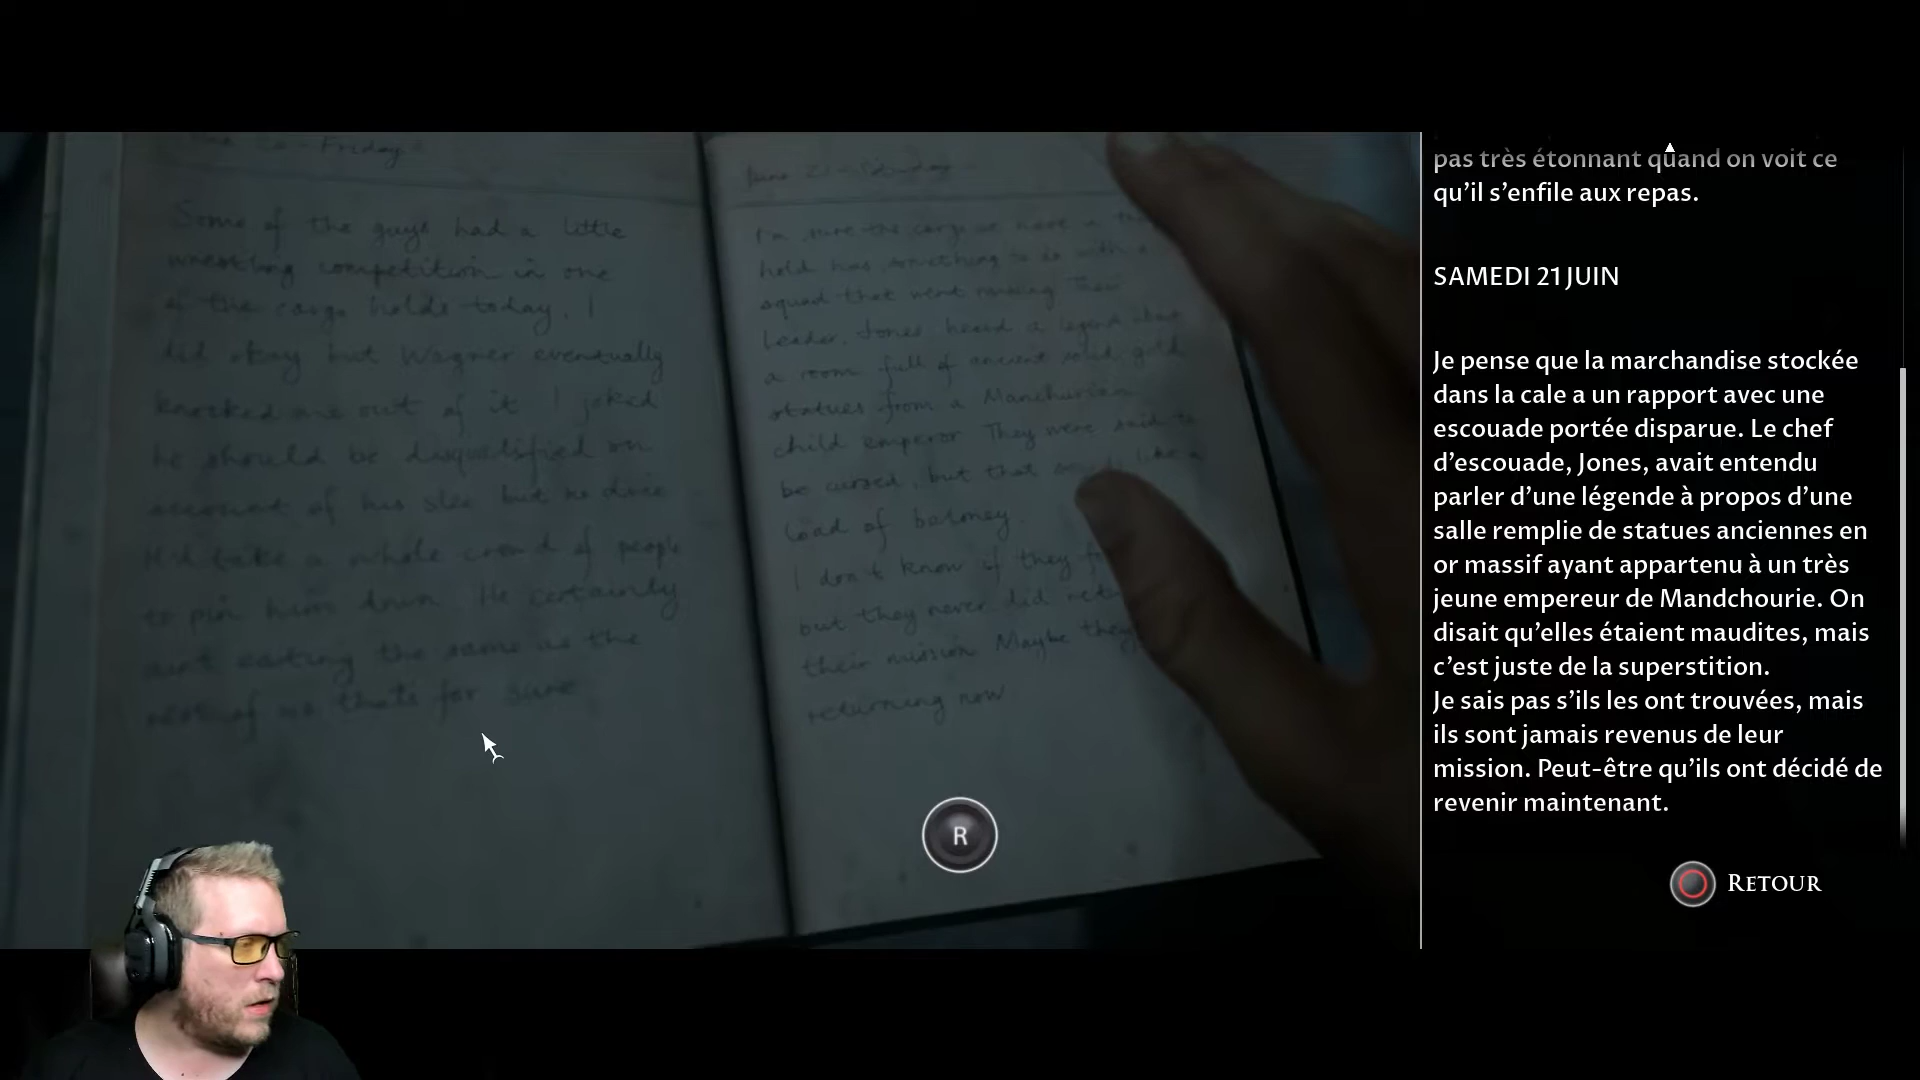 June 20 - Friday
Some of the guys had a little
wrestling competition in one
of the cargo holds today. I
did okay but Wagner eventually
knocked me out of it. I joked
he should be disqualified on
account of his size but he
It'd take a whole crowd of people
to pin him down. He certainly
aint eating the same as the
rest of us thats for sure
June 21 - Saturday
I'm sure the cargo we have in the
hold has something to do with a
squad that went missing. Their
Leader, Jones heard a legend about
a room full of ancient solid gold
statues from a Manchurian
child emperor. They were said to
be cursed, but that sounds like a
load of baloney.
I don't know if they
but they never did
their mission. Maybe
returning now
R
pas très étonnant quand on voit ce
qu'il s'enfile aux repas.
SAMEDI 21 JUIN
Je pense que la marchandise stockée
dans la cale a un rapport avec une
escouade portée disparue. Le chef
d'escouade, Jones, avait entendu
parler d'une légende à propos d'une
salle remplie de statues anciennes en
or massif ayant appartenu à un très
jeune empereur de Mandchourie. On
disait qu'elles étaient maudites, mais
c'est juste de la superstition.
Je sais pas s'ils les ont trouvées, mais
ils sont jamais revenus de leur
mission. Peut-être qu'ils ont décidé de
revenir maintenant.
RETOUR